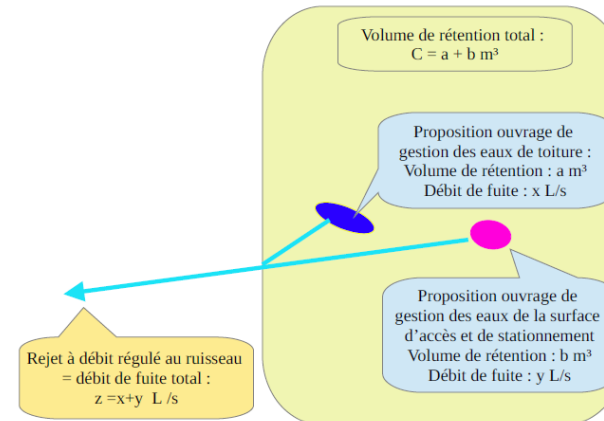 Volume de rétention total :
C = a + b m³
Proposition ouvrage de
gestion des eaux de toiture :
Volume de rétention : a m³
Débit de fuite : x L/s
Proposition ouvrage de
gestion des eaux de la surface
d’accès et de stationnement
Volume de rétention : b m³
Débit de fuite : y L/s
Rejet à débit régulé au ruisseau
= débit de fuite total :
z =x+y  L /s